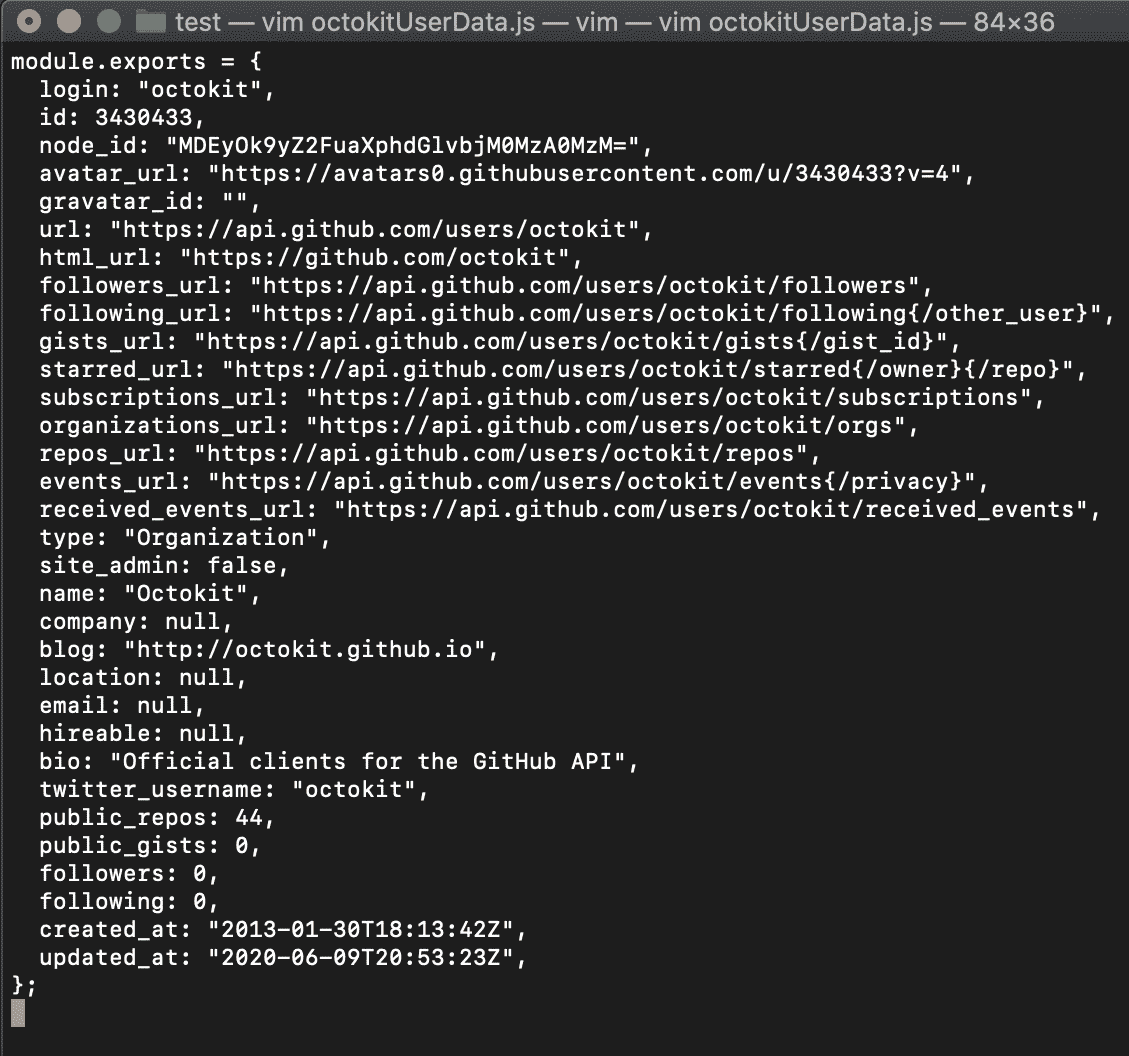 test — vim octokitUserData.js — vim — vim octokitUserData.js — 84×36
module.exports = {
  login: "octokit",
  id: 3430433,
  node_id: "MDEyOk9yZ2FuaXphdGlvbjM0MzA0MzM=",
  avatar_url: "https://avatars0.githubusercontent.com/u/3430433?v=4",
  gravatar_id: "",
  url: "https://api.github.com/users/octokit",
  html_url: "https://github.com/octokit",
  followers_url: "https://api.github.com/users/octokit/followers",
  following_url: "https://api.github.com/users/octokit/following{/other_user}",
  gists_url: "https://api.github.com/users/octokit/gists{/gist_id}",
  starred_url: "https://api.github.com/users/octokit/starred{/owner}{/repo}",
  subscriptions_url: "https://api.github.com/users/octokit/subscriptions",
  organizations_url: "https://api.github.com/users/octokit/orgs",
  repos_url: "https://api.github.com/users/octokit/repos",
  events_url: "https://api.github.com/users/octokit/events{/privacy}",
  received_events_url: "https://api.github.com/users/octokit/received_events",
  type: "Organization",
  site_admin: false,
  name: "Octokit",
  company: null,
  blog: "http://octokit.github.io",
  location: null,
  email: null,
  hireable: null,
  bio: "Official clients for the GitHub API",
  twitter_username: "octokit",
  public_repos: 44,
  public_gists: 0,
  followers: 0,
  following: 0,
  created_at: "2013-01-30T18:13:42Z",
  updated_at: "2020-06-09T20:53:23Z",
};